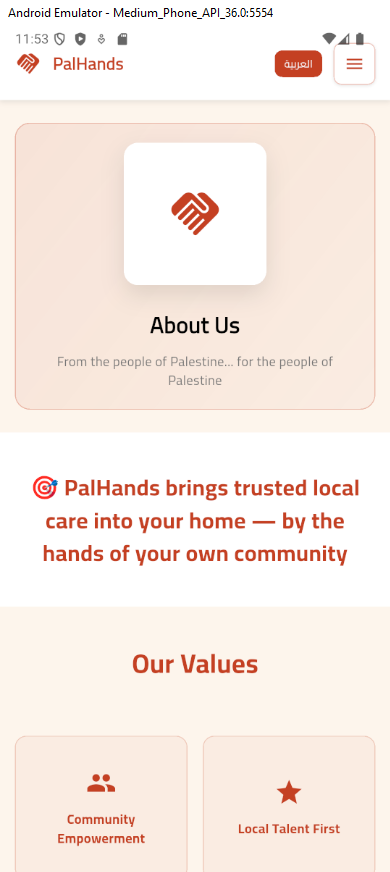 Android Emulator - Medium_Phone_API_36.0:5554
11:53
PalHands
العربية
About Us
From the people of Palestine... for the people of
Palestine
🎯 PalHands brings trusted local
care into your home — by the
hands of your own community
Our Values
Community
Empowerment
Local Talent First